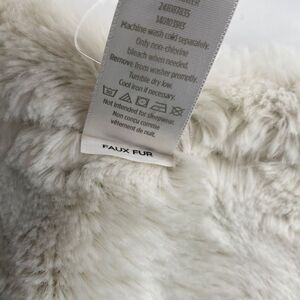 Machine wash cold separately.
Only non-chlorine
bleach when needed.
Remove from washer promptly.
Tumble dry low.
Cool iron if necessary.
Not intended for sleepwear.
Non conçu comme
vêtement de nuit.
FAUX FUR